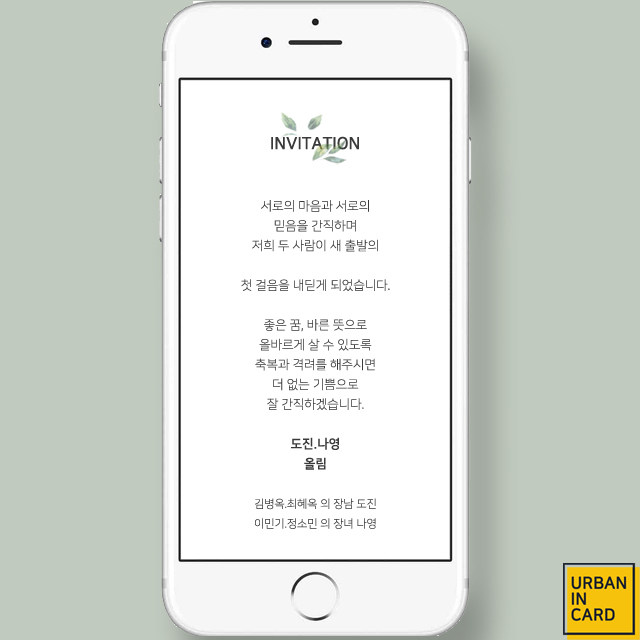 INVITATION
서로의 마음과 서로의
믿음을 간직하며
저희 두 사람이 새 출발의
첫 걸음을 내딛게 되었습니다.
좋은 꿈, 바른 뜻으로
올바르게 살 수 있도록
축복과 격려를 해주시면
더 없는 기쁨으로
잘 간직하겠습니다.
도진.나영
올림
김병옥.최혜옥 의 장남 도진
이민기.정소민 의 장녀 나영
URBAN
IN
CARD